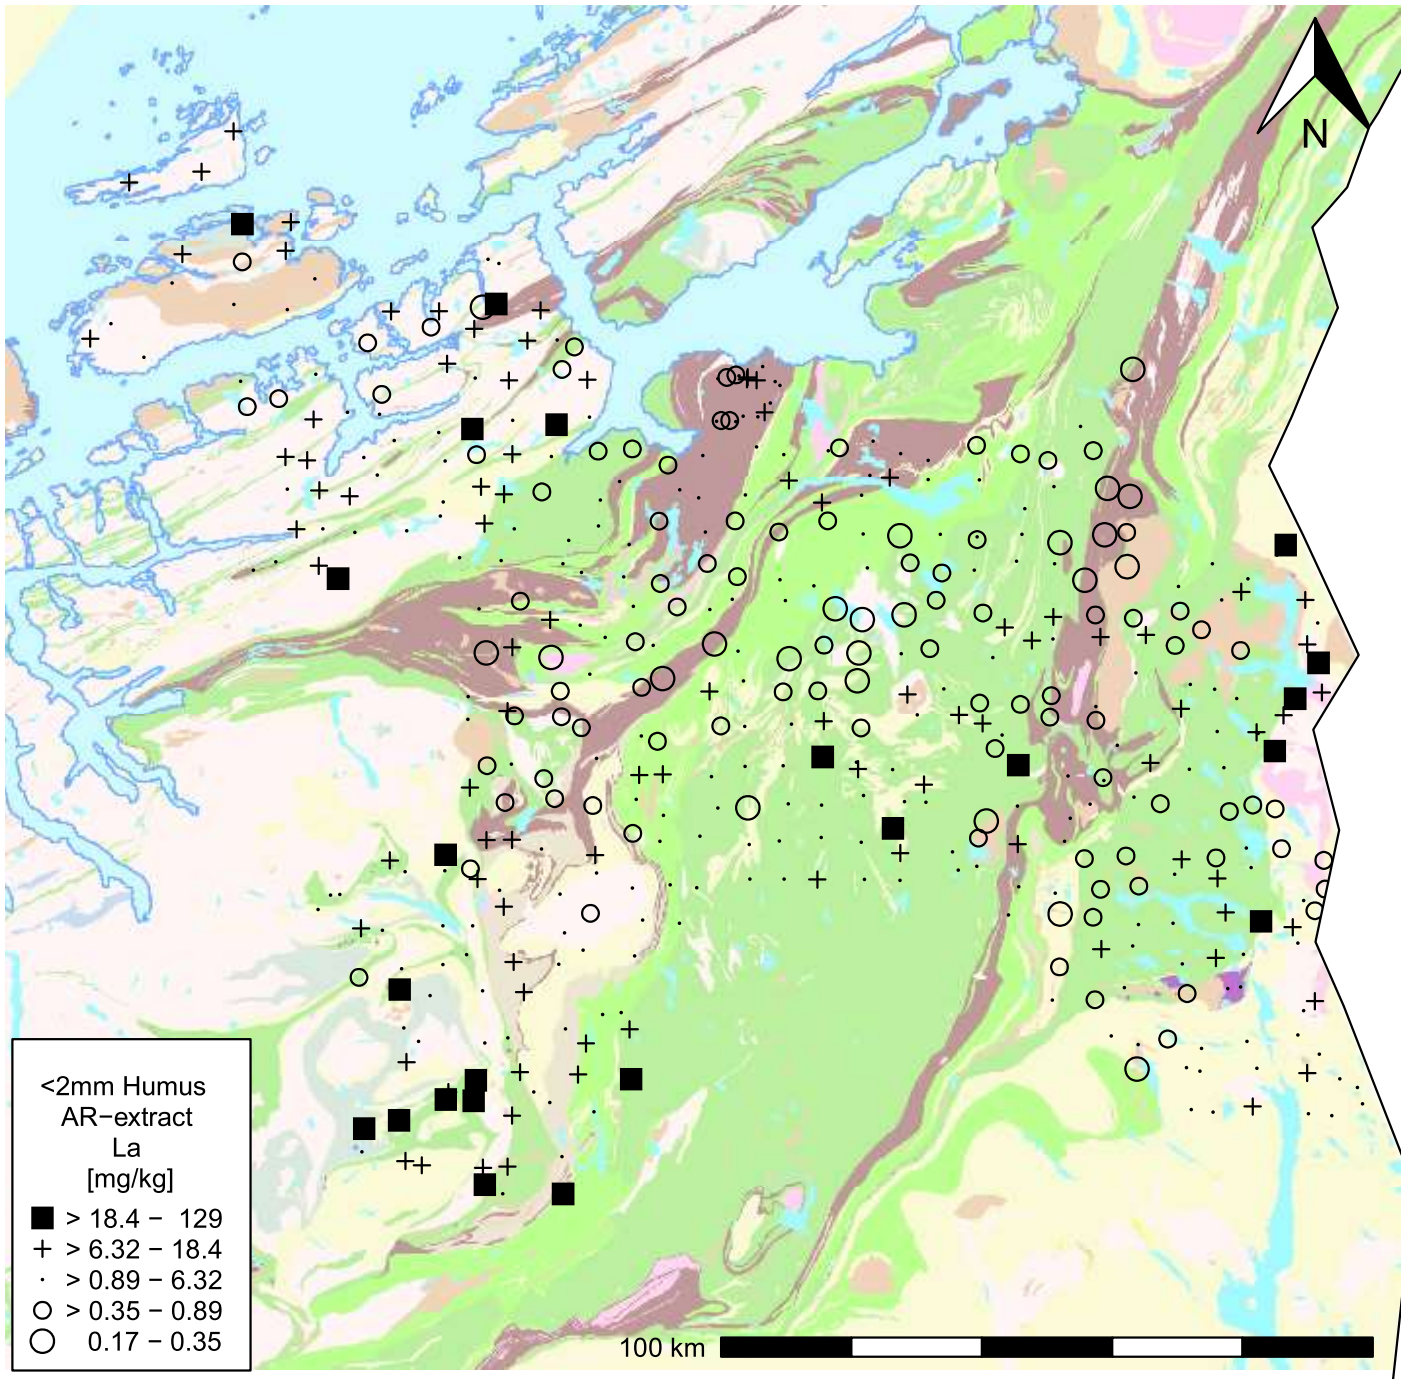 N
<2mm Humus
AR−extract
La
[mg/kg]
> 18.4 − 129
> 6.32 − 18.4
> 0.89 − 6.32
> 0.35 − 0.89
0.17 − 0.35
100 km